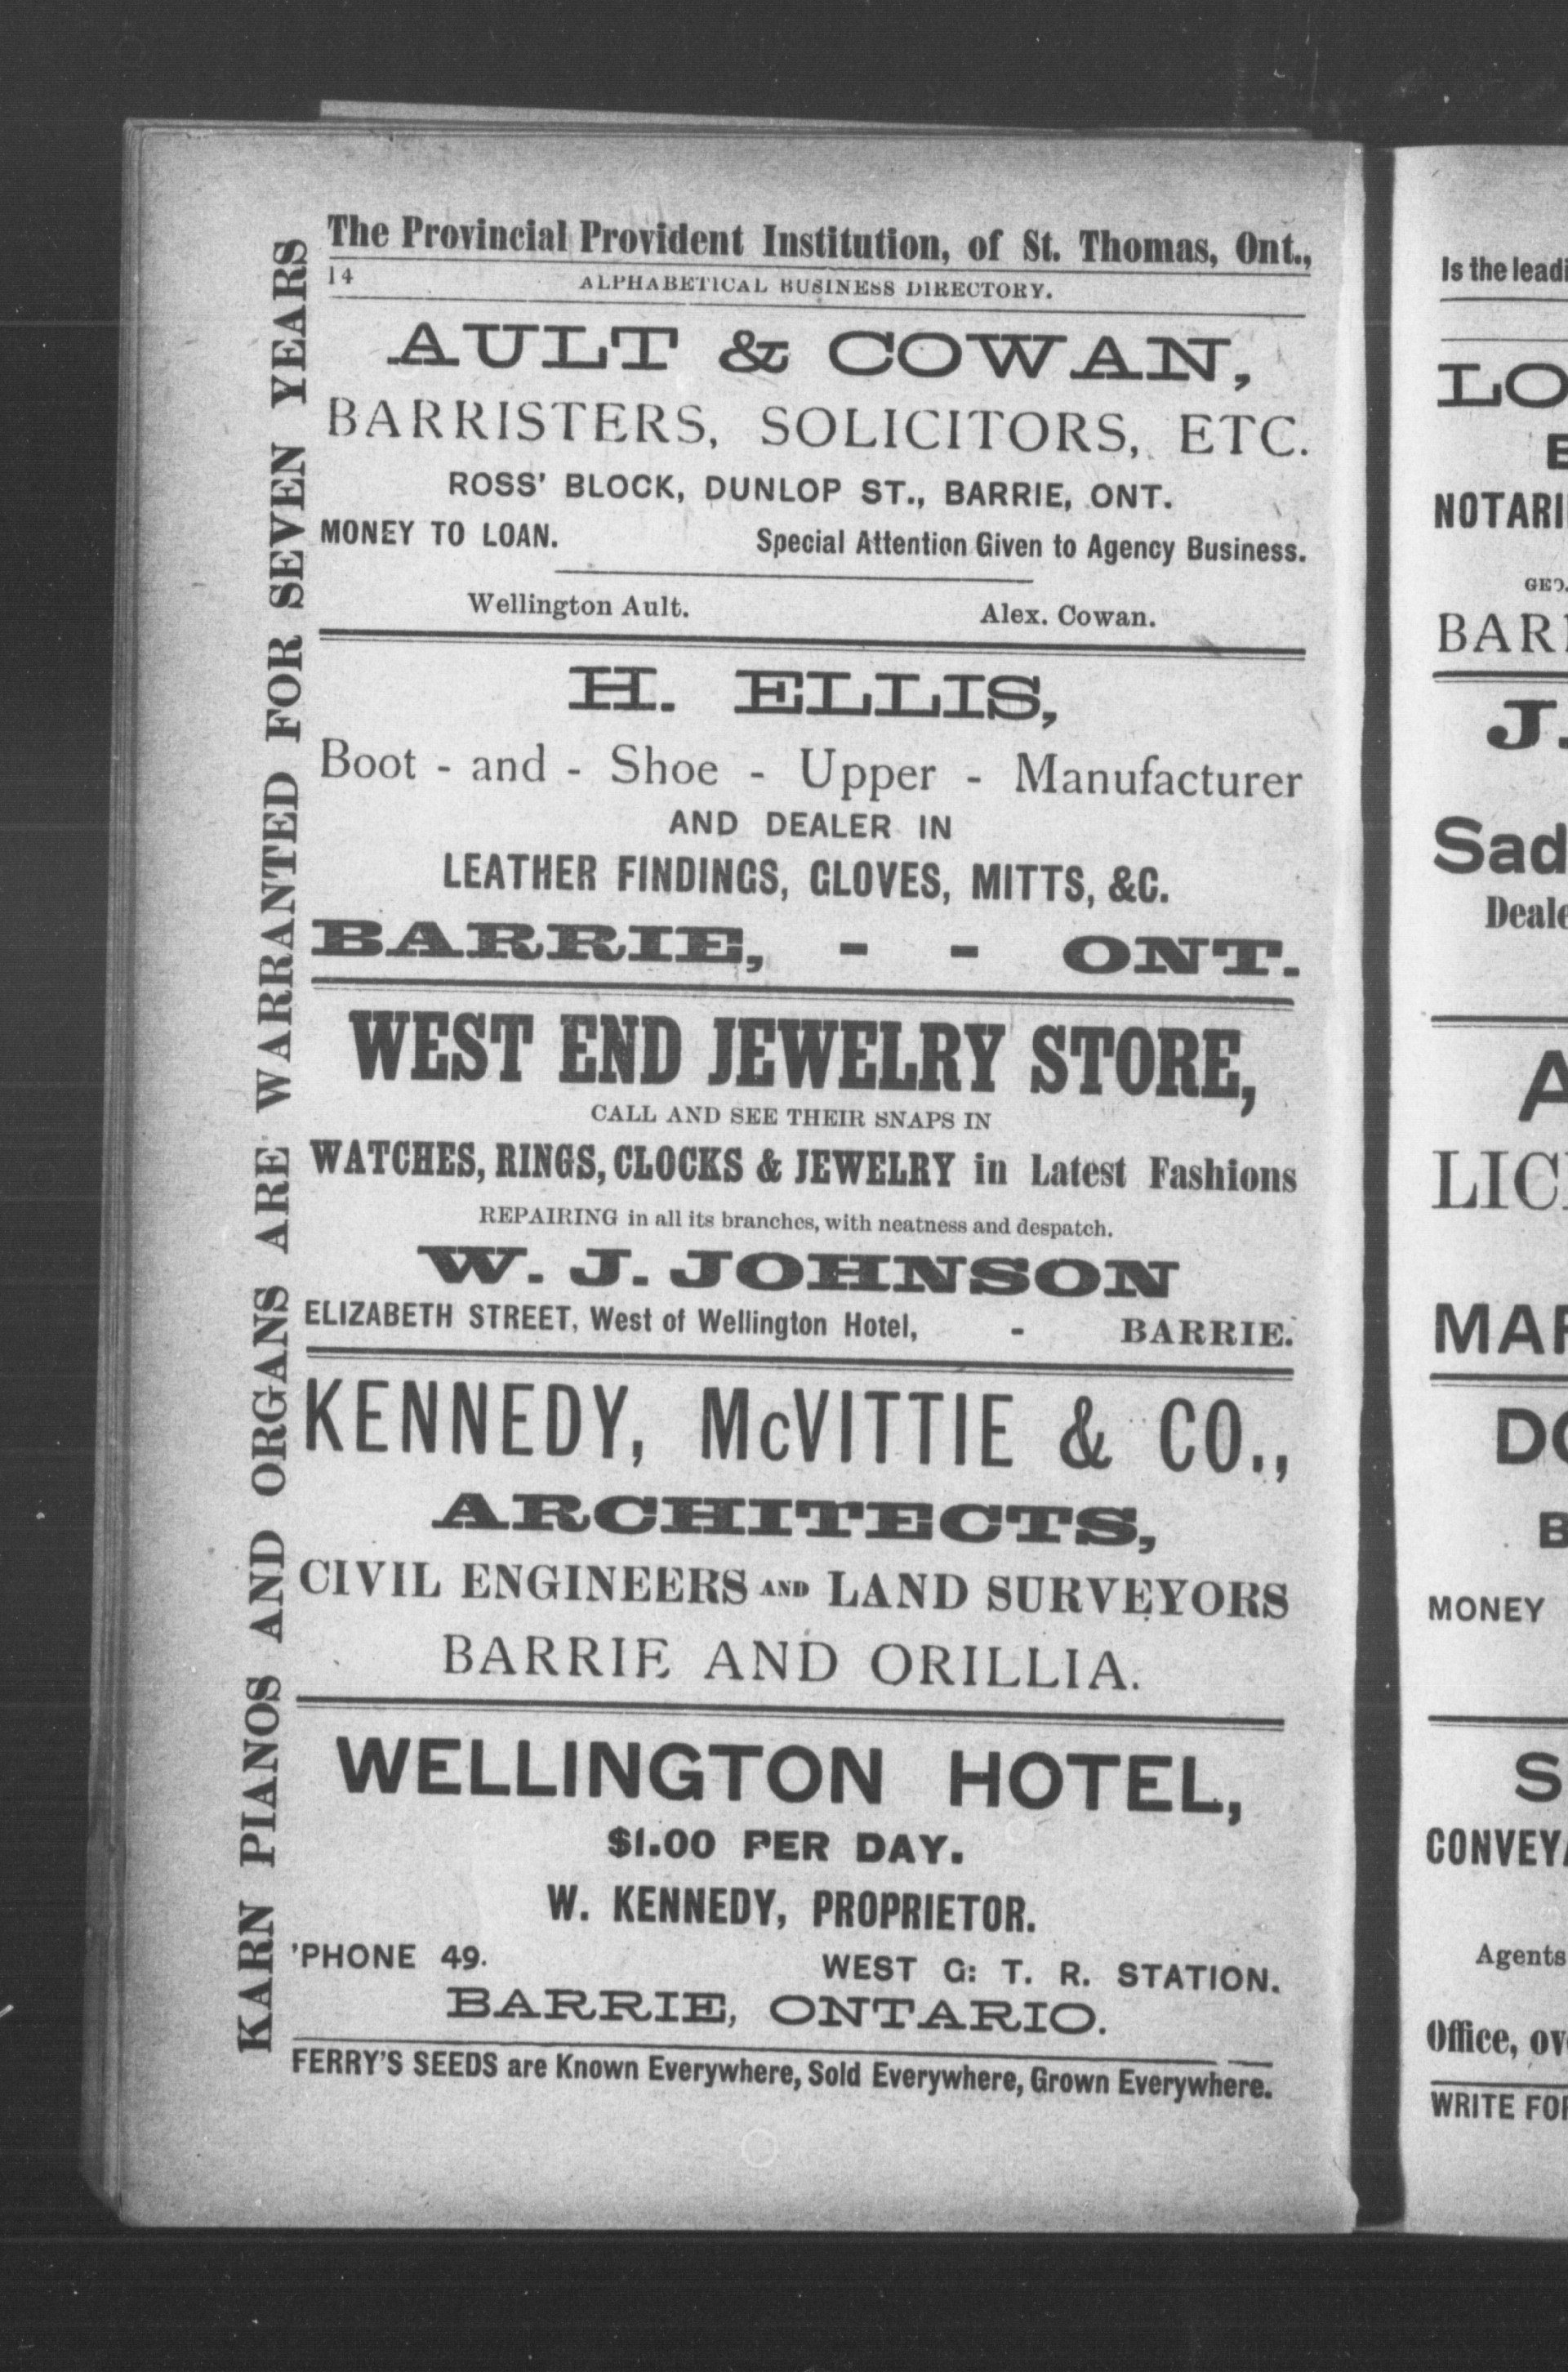 The Provincial Provident Institution, of St. Thomas, Ont.,
14 ALPHABETICAL BUSINESS DIRECTORY.
AULT & COWAN,
BARRISTERS, SOLICITORS, ETC.
ROSS' BLOCK, DUNLOP ST., BARRIE, ONT.
MONEY TO LOAN. Special Attention Given to Agency Business.
Wellington Ault. Alex. Cowan.
H. ELLIS,
Boot - and - Shoe - Upper - Manufacturer
AND DEALER IN
LEATHER FINDINGS, GLOVES, MITTS, &C.
BARRIE, - - ONT.
WEST END JEWELRY STORE,
CALL AND SEE THEIR SNAPS IN
WATCHES, RINGS, CLOCKS & JEWELRY in Latest Fashions
REPAIRING in all its branches, with neatness and despatch.
W. J. JOHNSON
ELIZABETH STREET, West of Wellington Hotel, - BARRIE.
KENNEDY, McVITTIE & CO.,
ARCHITECTS,
CIVIL ENGINEERS AND LAND SURVEYORS
BARRIE AND ORILLIA.
WELLINGTON HOTEL,
$1.00 PER DAY.
W. KENNEDY, PROPRIETOR.
'PHONE 49. WEST G: T. R. STATION.
BARRIE, ONTARIO.
FERRY'S SEEDS are Known Everywhere, Sold Everywhere, Grown Everywhere.
KARN PIANOS AND ORGANS ARE WARRANTED FOR SEVEN YEARS
Is the leadi
LO
NOTARI
GEO.
BAR
J.
Sad
Deale
A
LIC
MAR
DO
B
MONEY
S
CONVEYA
Agents
Office, ov
WRITE FOR